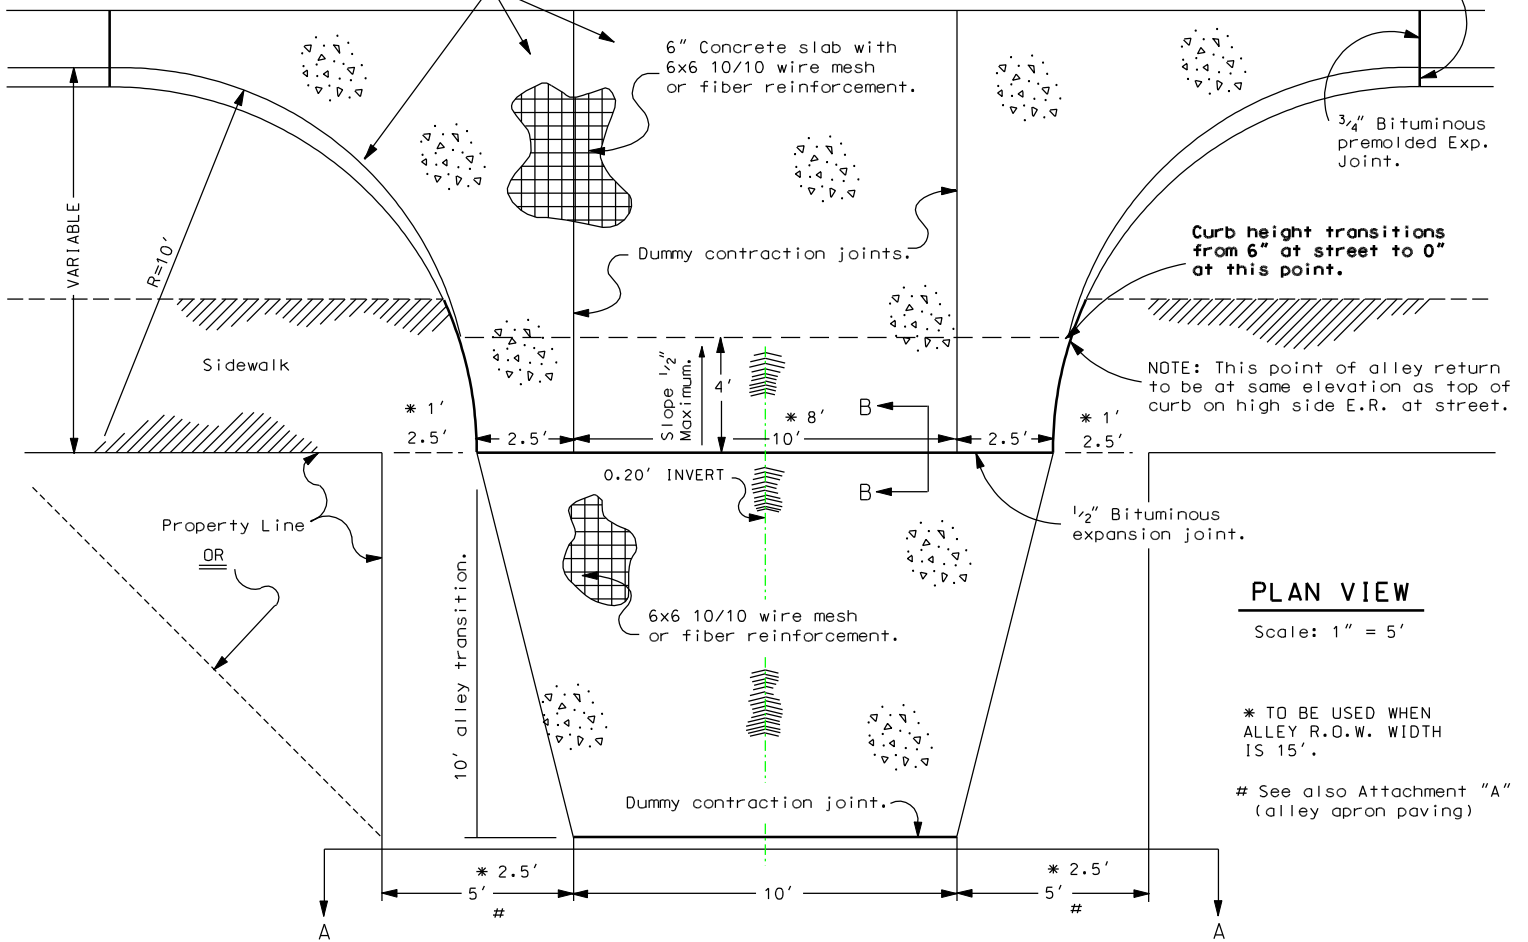 6" Concrete slab with
6x6 10/10 wire mesh
or fiber reinforcement.
3/4" Bituminous
premolded Exp.
Joint.
VARIABLE
R=10'
Curb height transitions
from 6" at street to 0"
at this point.
Dummy contraction joints.
Sidewalk
Slope 1/2"
Maximum.
4'
NOTE: This point of alley return
to be at same elevation as top of
curb on high side E.R. at street.
* 1'
2.5'
2.5'
* 8'
10'
B
2.5'
* 1'
2.5'
0.20' INVERT
B
Property Line
OR
1/2" Bituminous
expansion joint.
10' alley transition.
6x6 10/10 wire mesh
or fiber reinforcement.
PLAN VIEW
Scale: 1" = 5'
* TO BE USED WHEN
ALLEY R.O.W. WIDTH
IS 15'.
# See also Attachment "A"
(alley apron paving)
Dummy contraction joint.
* 2.5'
5'
#
10'
* 2.5'
5'
#
A
A